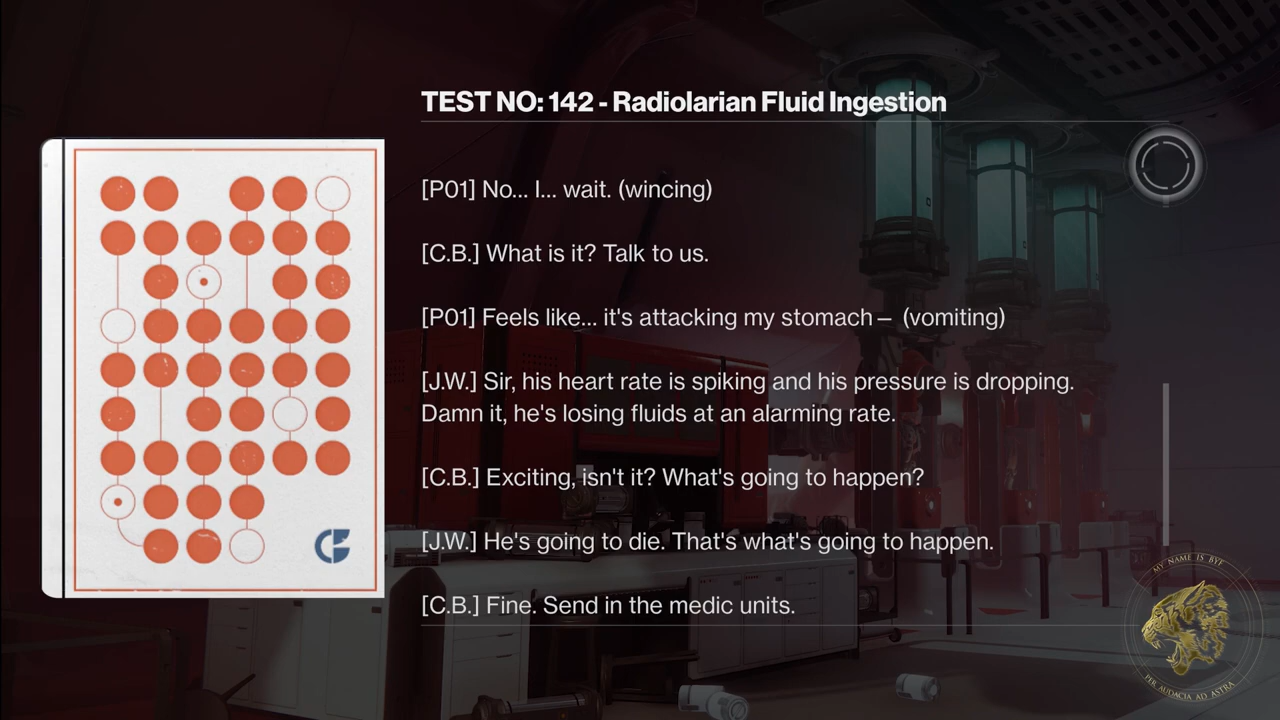 TEST NO: 142 - Radiolarian Fluid Ingestion
[P01] No... I... wait. (wincing)
[C.B.] What is it? Talk to us.
[P01] Feels like... it's attacking my stomach – (vomiting)
[J.W.] Sir, his heart rate is spiking and his pressure is dropping.
Damn it, he's losing fluids at an alarming rate.
[C.B.] Exciting, isn't it? What's going to happen?
[J.W.] He's going to die. That's what's going to happen.
[C.B.] Fine. Send in the medic units.
MY NAME IS BYF
PER AUDACIA AD ASTRA